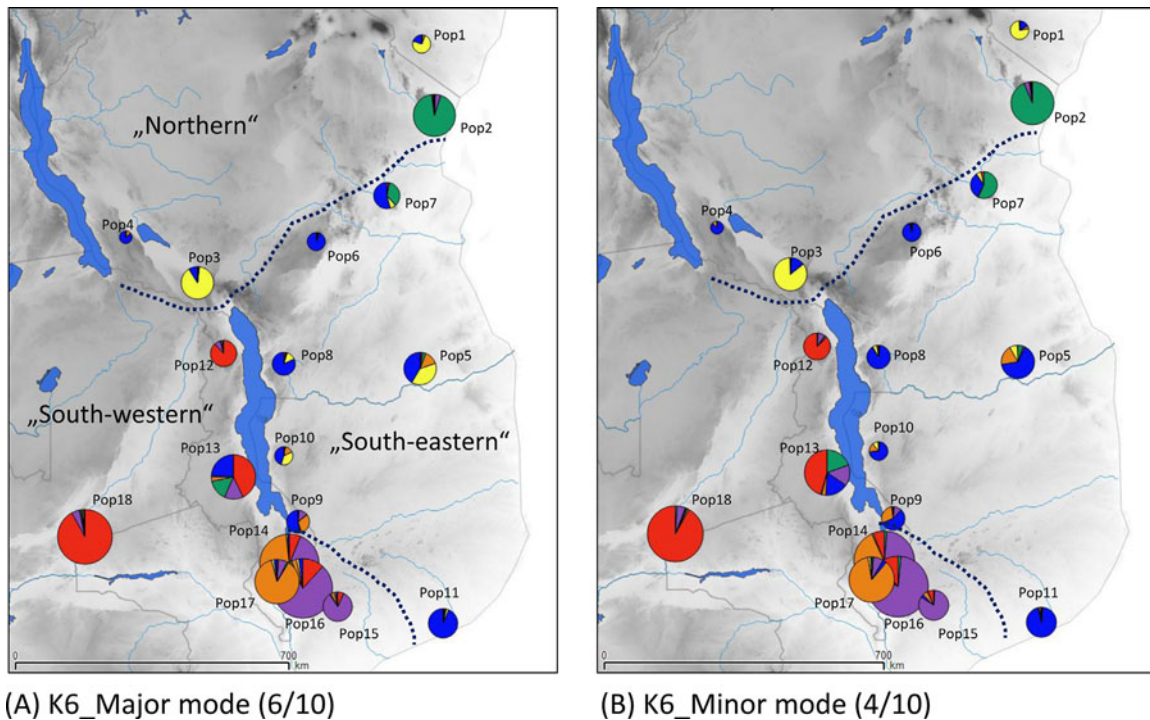 Pop1
Pop2
„Northern“
Pop7
Pop4
Pop6
Pop3
Pop12
Pop8
Pop5
„South-western“
„South-eastern“
Pop10
Pop13
Pop18
Pop9
Pop14
Pop17
Pop16
Pop15
Pop11
0
700
km
(A) K6_Major mode (6/10)
Pop1
Pop2
Pop7
Pop4
Pop6
Pop3
Pop12
Pop8
Pop5
Pop10
Pop13
Pop18
Pop9
Pop14
Pop17
Pop16
Pop15
Pop11
0
700
km
(B) K6_Minor mode (4/10)